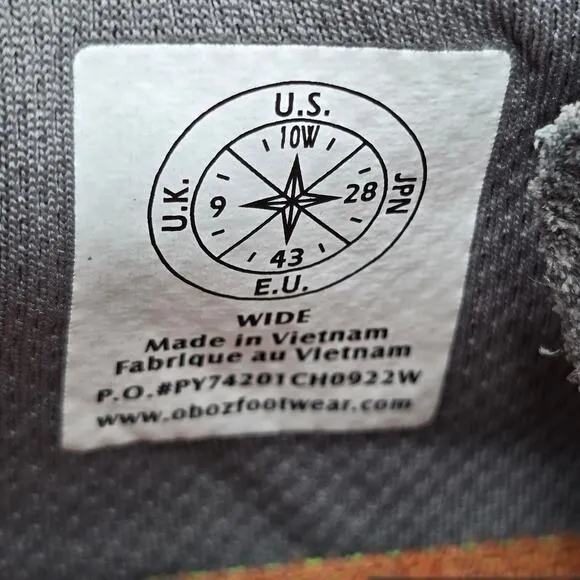 U.S.
10W
U.K.
9
28
JPN
43
E.U.
WIDE
Made in Vietnam
Fabrique au Vietnam
P.O.#PY74201CH0922W
www.obozfootwear.com